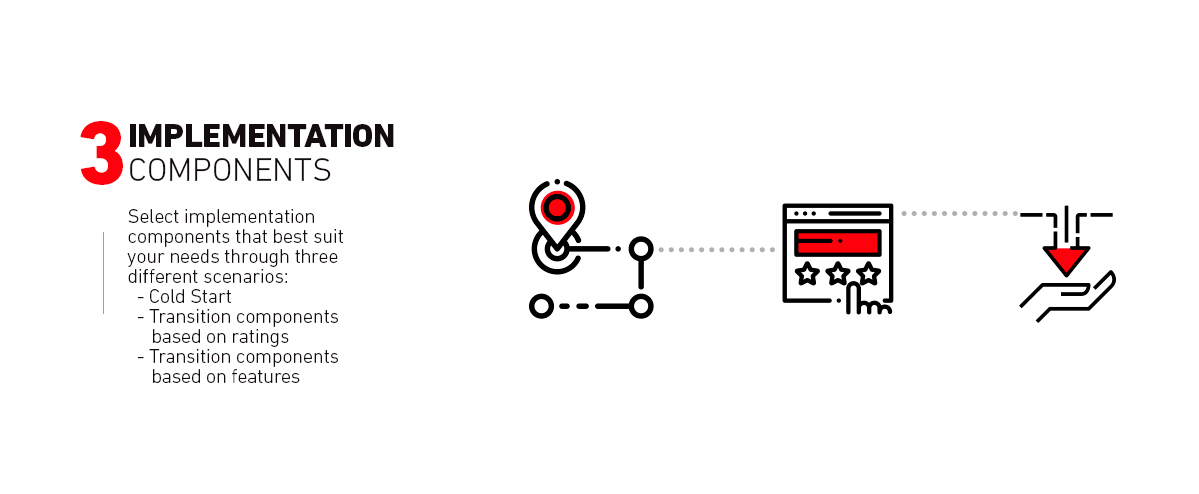 3 IMPLEMENTATION
COMPONENTS
Select implementation
components that best suit
your needs through three
different scenarios:
- Cold Start
- Transition components
based on ratings
- Transition components
based on features